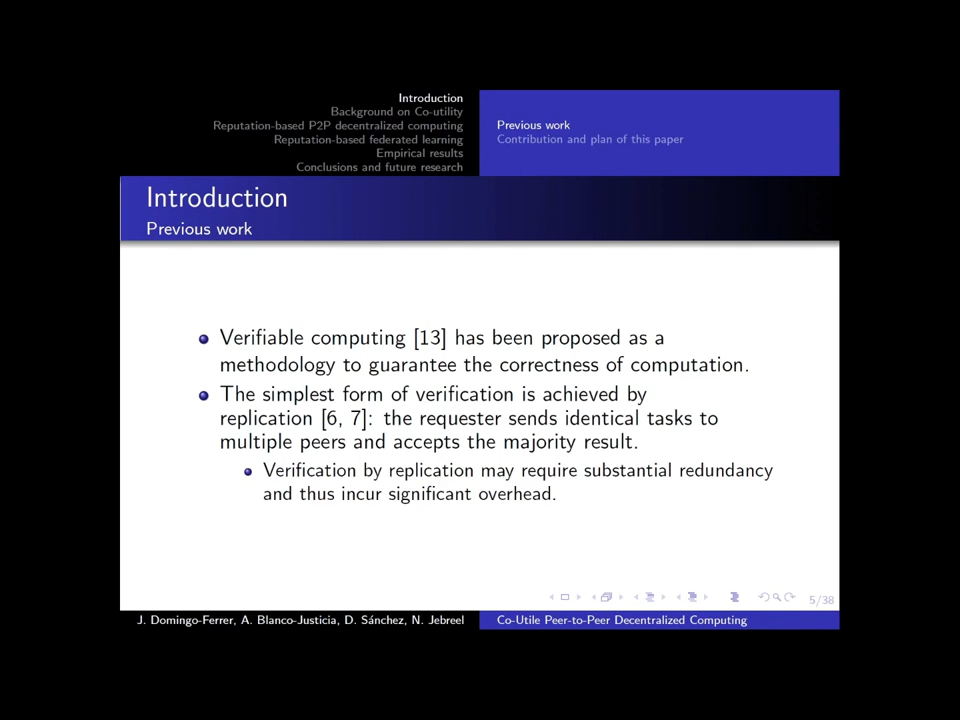 Introduction
Background on Co-utility
Reputation-based P2P decentralized computing
Reputation-based federated learning
Empirical results
Conclusions and future research
Previous work
Contribution and plan of this paper
Introduction
Previous work
Verifiable computing [13] has been proposed as a
methodology to guarantee the correctness of computation.
The simplest form of verification is achieved by
replication [6, 7]: the requester sends identical tasks to
multiple peers and accepts the majority result.
Verification by replication may require substantial redundancy
and thus incur significant overhead.
5/38
J. Domingo-Ferrer, A. Blanco-Justicia, D. Sánchez, N. Jebreel
Co-Utile Peer-to-Peer Decentralized Computing